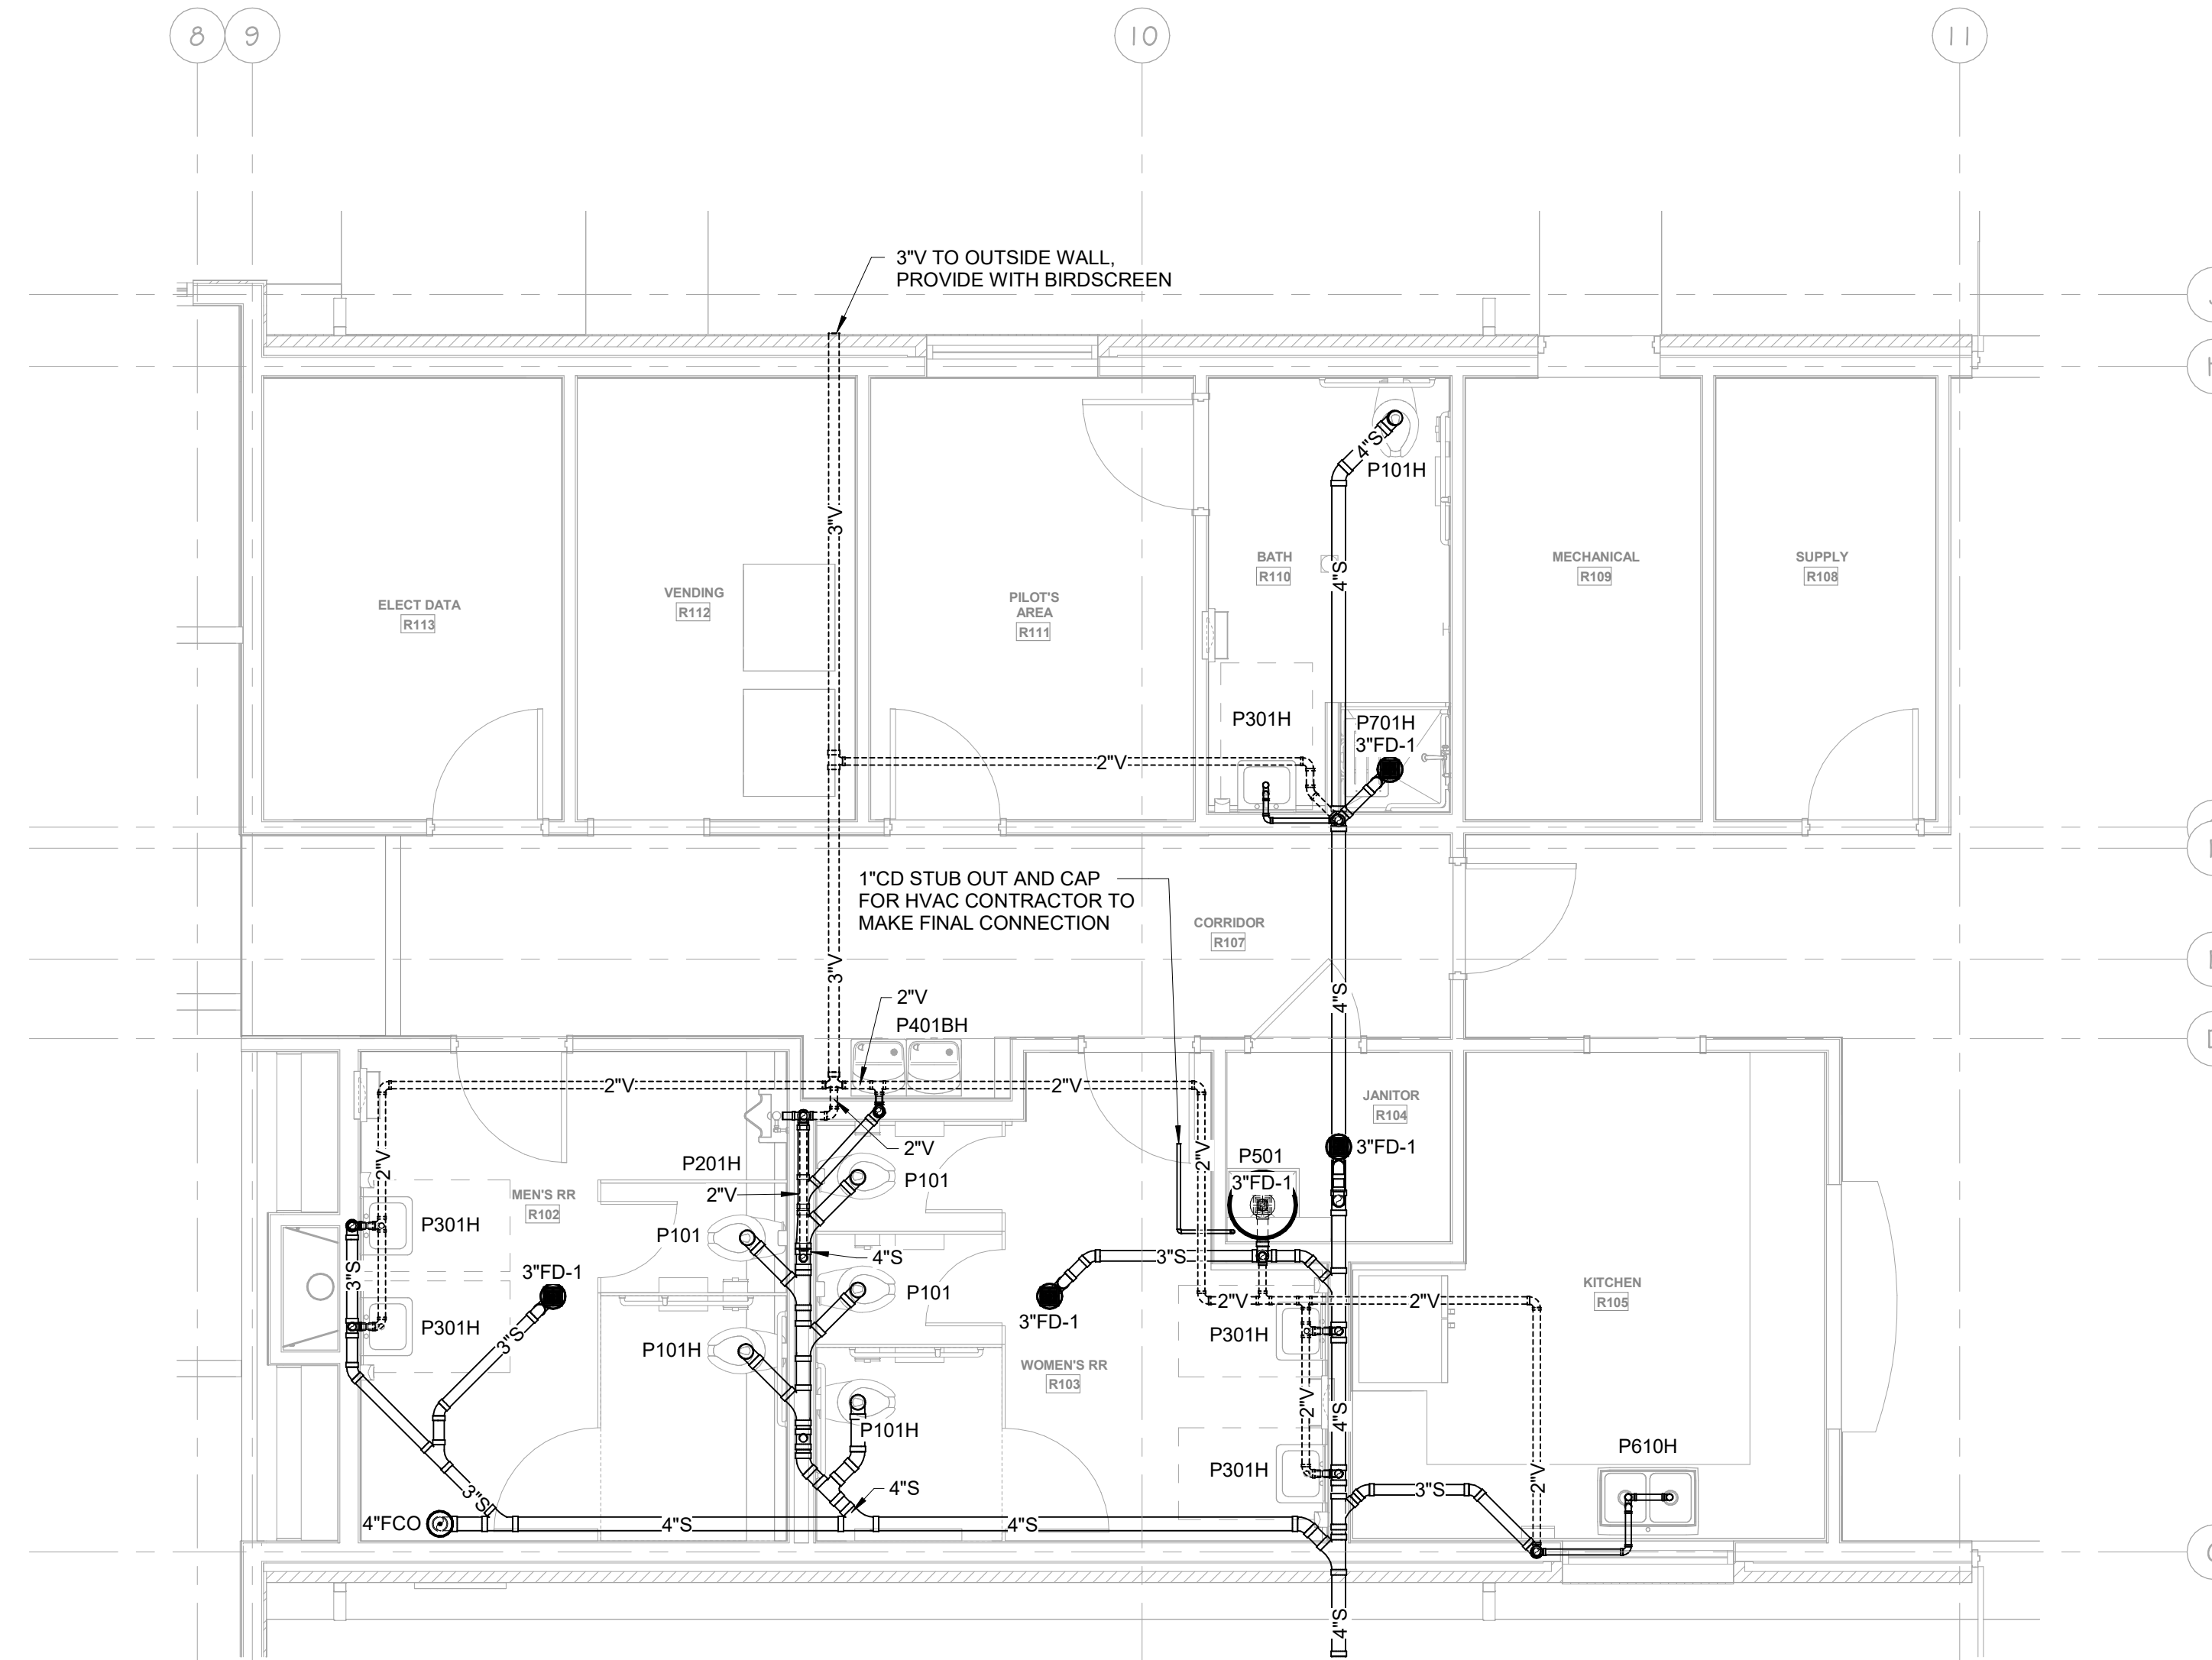 8
9
10
11
3"V TO OUTSIDE WALL,
PROVIDE WITH BIRDSCREEN
4"S
P101H
3"V
4"S
BATH
R110
MECHANICAL
R109
SUPPLY
R108
ELECT DATA
R113
VENDING
R112
PILOT'S
AREA
R111
P301H
P701H
3"FD-1
2"V
1"CD STUB OUT AND CAP
FOR HVAC CONTRACTOR TO
MAKE FINAL CONNECTION
CORRIDOR
R107
3"V
4"S
2"V
P401BH
2"V
2"V
JANITOR
R104
2"V
3"FD-1
2"V
2"V
P201H
P501
3"FD-1
P101
2"V
MEN'S RR
R102
P301H
P101
4"S
3"S
3"S
3"FD-1
P101
KITCHEN
R105
2"V
2"V
3"FD-1
P301H
P301H
3"S
P101H
WOMEN'S RR
R103
2"V
4"S
P101H
P610H
P301H
2"V
4"S
3"S
3"S
4"FCO
4"S
4"S
4"S